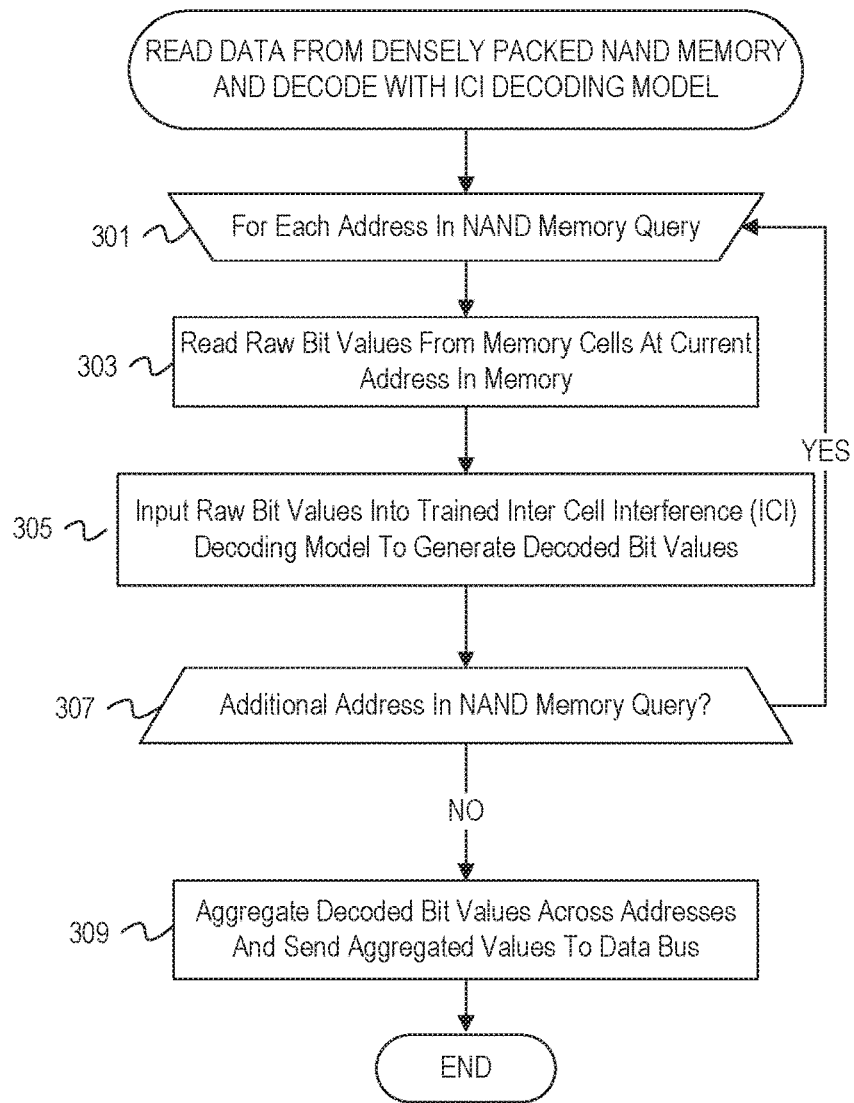 READ DATA FROM DENSELY PACKED NAND MEMORY
AND DECODE WITH ICI DECODING MODEL
301
For Each Address In NAND Memory Query
303
Read Raw Bit Values From Memory Cells At Current
Address In Memory
YES
305
Input Raw Bit Values Into Trained Inter Cell Interference (ICI)
Decoding Model To Generate Decoded Bit Values
307
Additional Address In NAND Memory Query?
NO
309
Aggregate Decoded Bit Values Across Addresses
And Send Aggregated Values To Data Bus
END